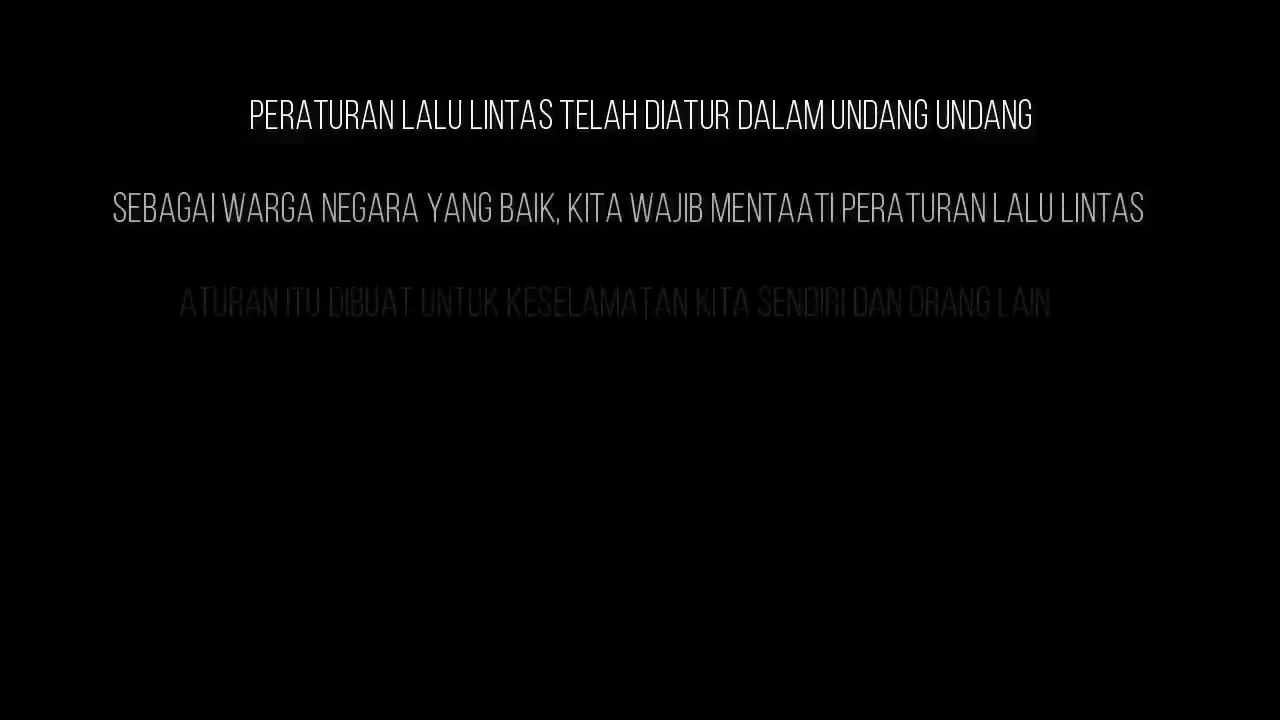 PERATURAN LALU LINTAS TELAH DIATUR DALAM UNDANG UNDANG
SEBAGAI WARGA NEGARA YANG BAIK, KITA WAJIB MENTAATI PERATURAN LALU LINTAS
ATURAN ITU DIBUAT UNTUK KESELAMATAN KITA SENDIRI DAN ORANG LAIN